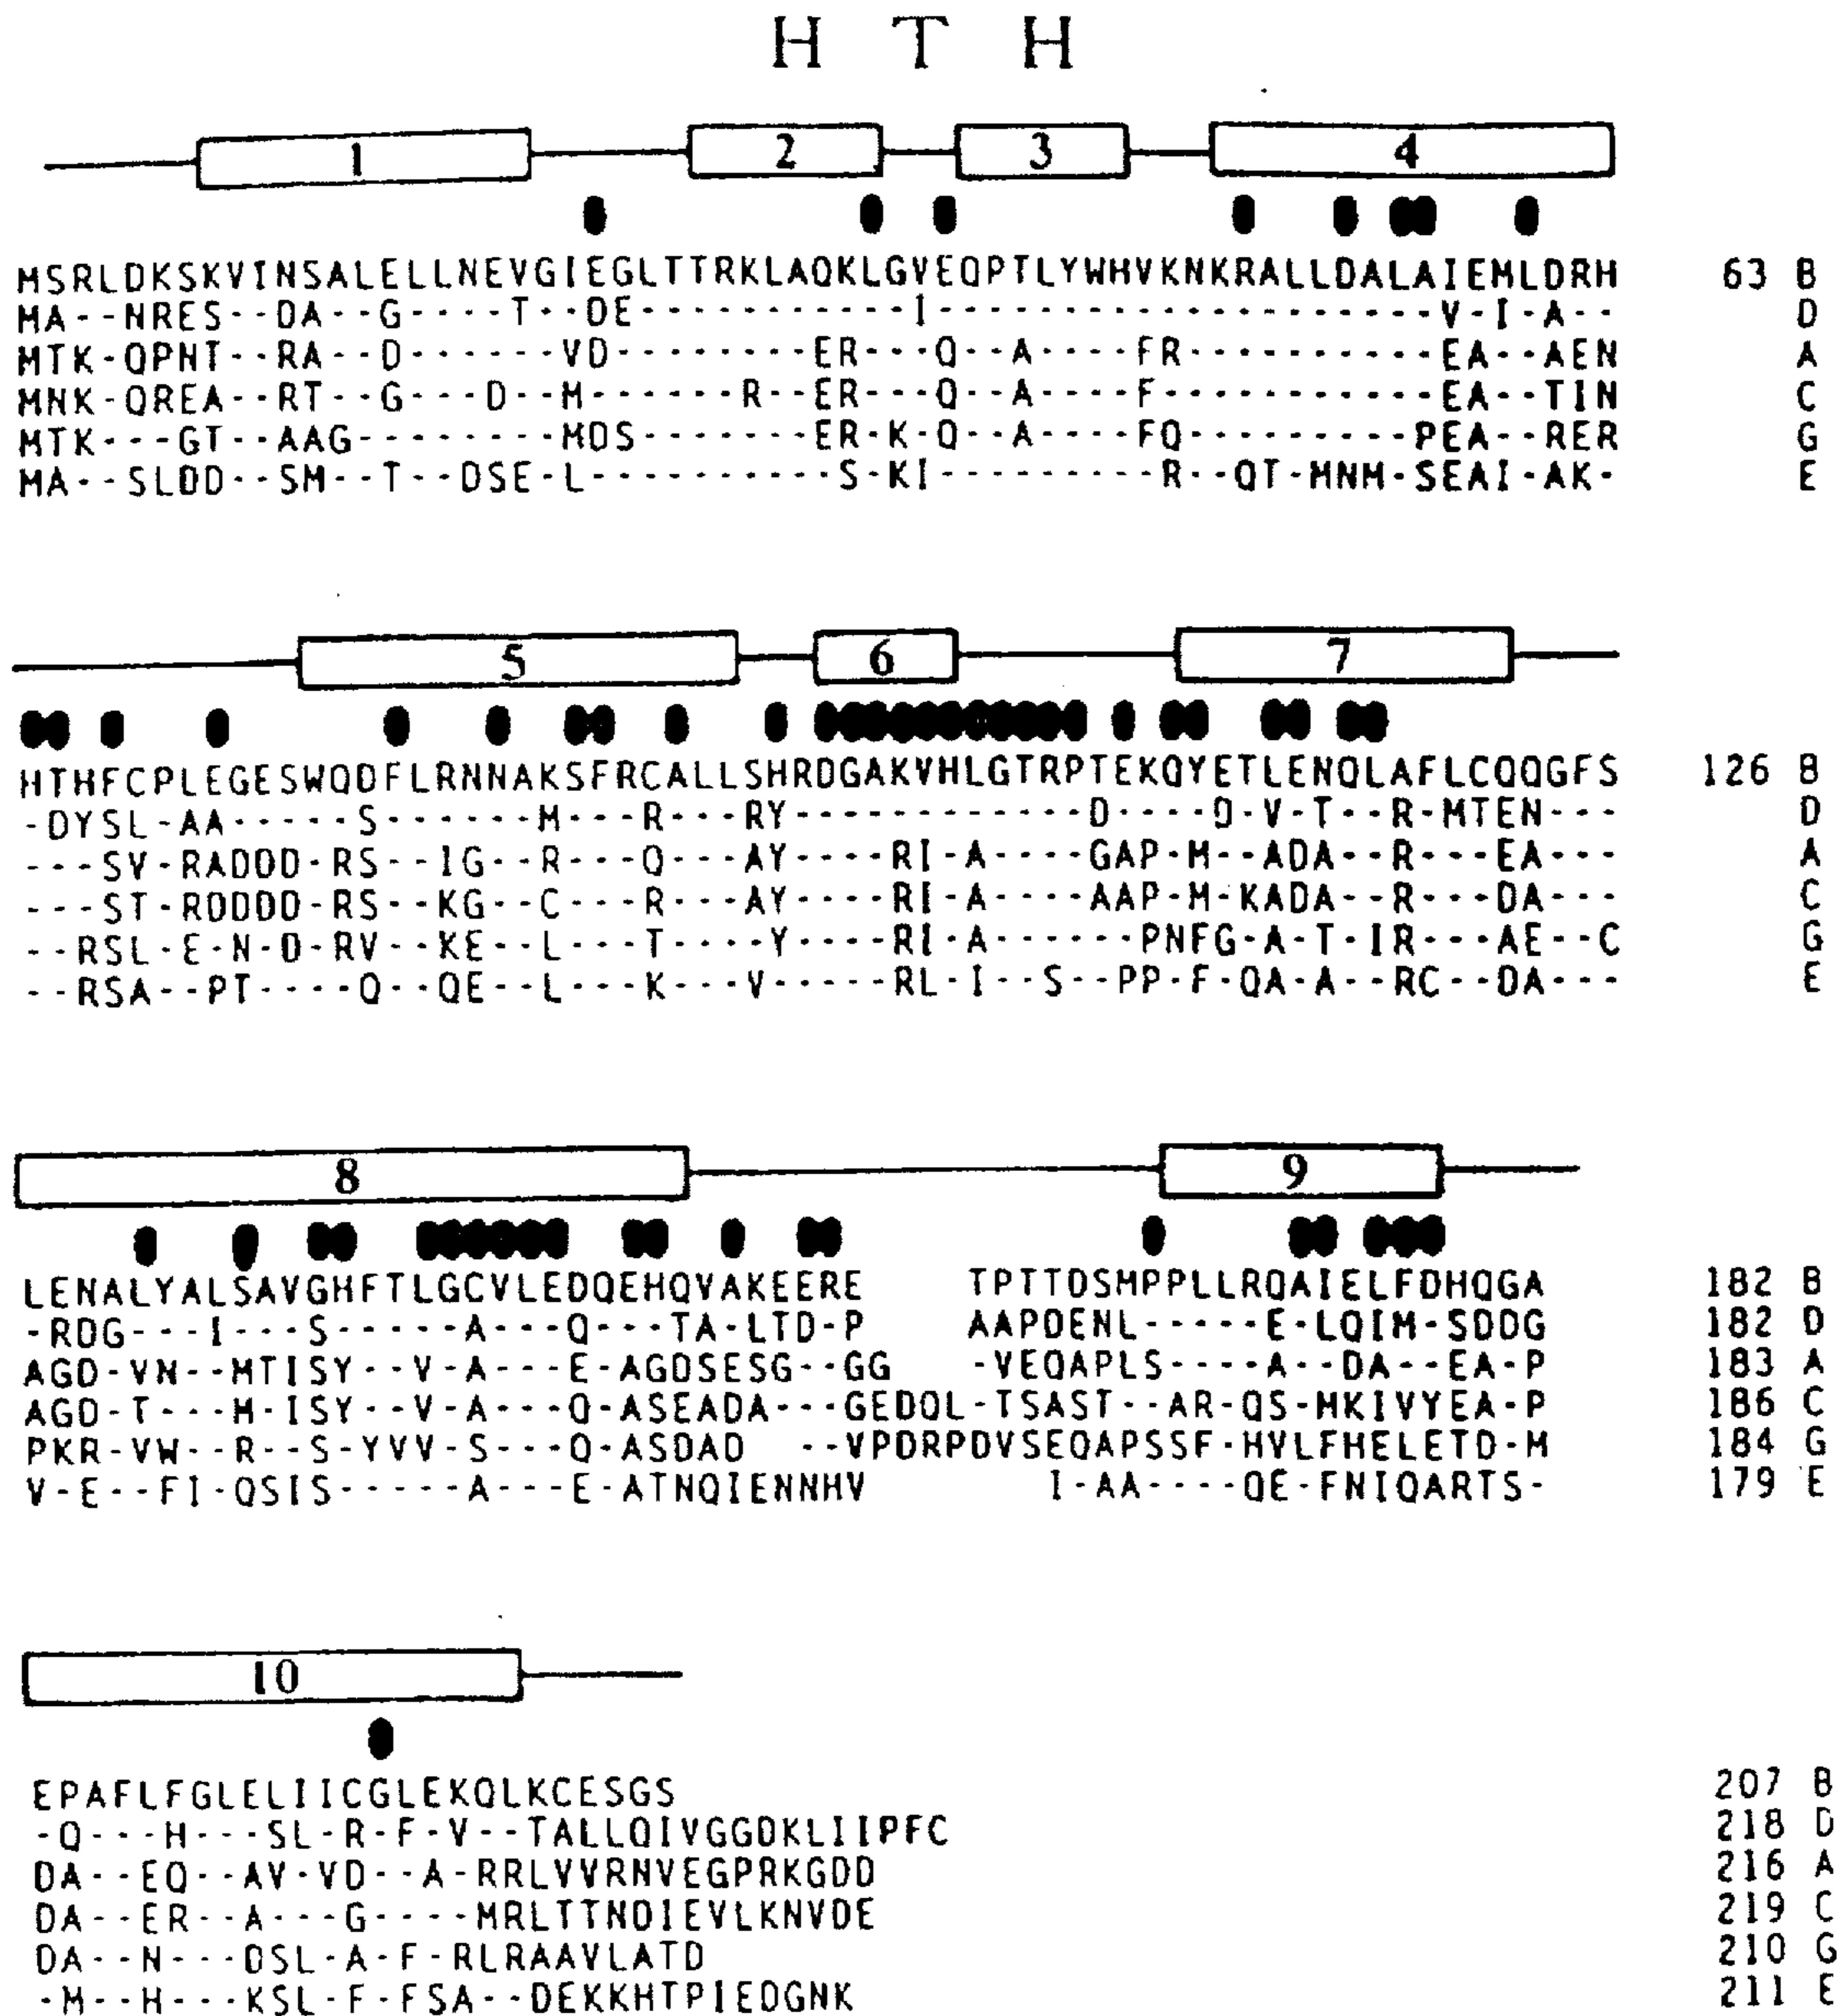 H T H
1 2 3 4
MSRLDKSKVINSALELLNEVGIEGLTTRKLAQKLGVEQPTLYWHVKNKRALLDALAIEMLDRH 63 B
MA--NRES--DA--G----T--DE-----------I--------------------V-I-A-- D
MTK-QPNT--RA--D------VD--------ER---Q--A----FR----------EA--AEN A
MNK-QREA--RT--G---D--M------R--ER---Q--A----F-----------EA--TIN C
MTK---GT--AAG--------MDS-------ER-K-Q--A----FQ---------PEA--RER G
MA--SLDD--SM--T--DSE-L----------S-KI---------R--QT-MNM-SEAI-AK- E
5 6 7
HTHFCPLEGESWQDFLRNNAKSFRCALLSHRDGAKVHLGTRPTEKQYETLENQLAFLCQQGFS 126 B
-DYSL-AA-----S------M---R---RY------------D----D-V-T--R-MTEN--- D
---SV-RADDD-RS--IG--R---Q---AY----RI-A----GAP-M--ADA--R---EA--- A
---ST-RDDDD-RS--KG--C---R---AY----RI-A----AAP-M-KADA--R---DA--- C
--RSL-E-N-D-RV--KE--L---T----Y----RI-A------PNFG-A-T-IR---AE--C G
--RSA--PT----Q--QE--L---K---V-----RL-I--S--PP-F-QA-A--RC--DA--- E
8 9
LENALYALSAVGHFTLGCVLEDQEHQVAKEERE TPTTDSMPPLLRQAIELFDHQGA 182 B
-RDG---I---S-----A---Q---TA-LTD-P AAPDENL-----E-LQIM-SDDG 182 D
AGD-VN--MTISY--V-A---E-AGDSESG--GG -VEQAPLS----A--DA--EA-P 183 A
AGD-T---M-ISY--V-A---Q-ASEADA---GEDQL-TSAST--AR-QS-MKIVYEA-P 186 C
PKR-VW--R--S-YVV-S---Q-ASDAD --VPDRPDVSEQAPSSF-HVLFHELETD-M 184 G
V-E--FI-QSIS-----A---E-ATNQIENNHV I-AA----QE-FNIQARTS- 179 E
10
EPAFLFGLELIICGLEKQLKCESGS 207 B
-Q---H---SL-R-F-V--TALLQIVGGDKLIIPFC 218 D
DA--EQ--AV-VD--A-RRLVVRNVEGPRKGDD 216 A
DA--ER--A---G----MRLTTNDIEVLKNVDE 219 C
DA--N---DSL-A-F-RLRAAVLATD 210 G
-M--H---KSL-F-FSA--DEKKHTPIEDGNK 211 E